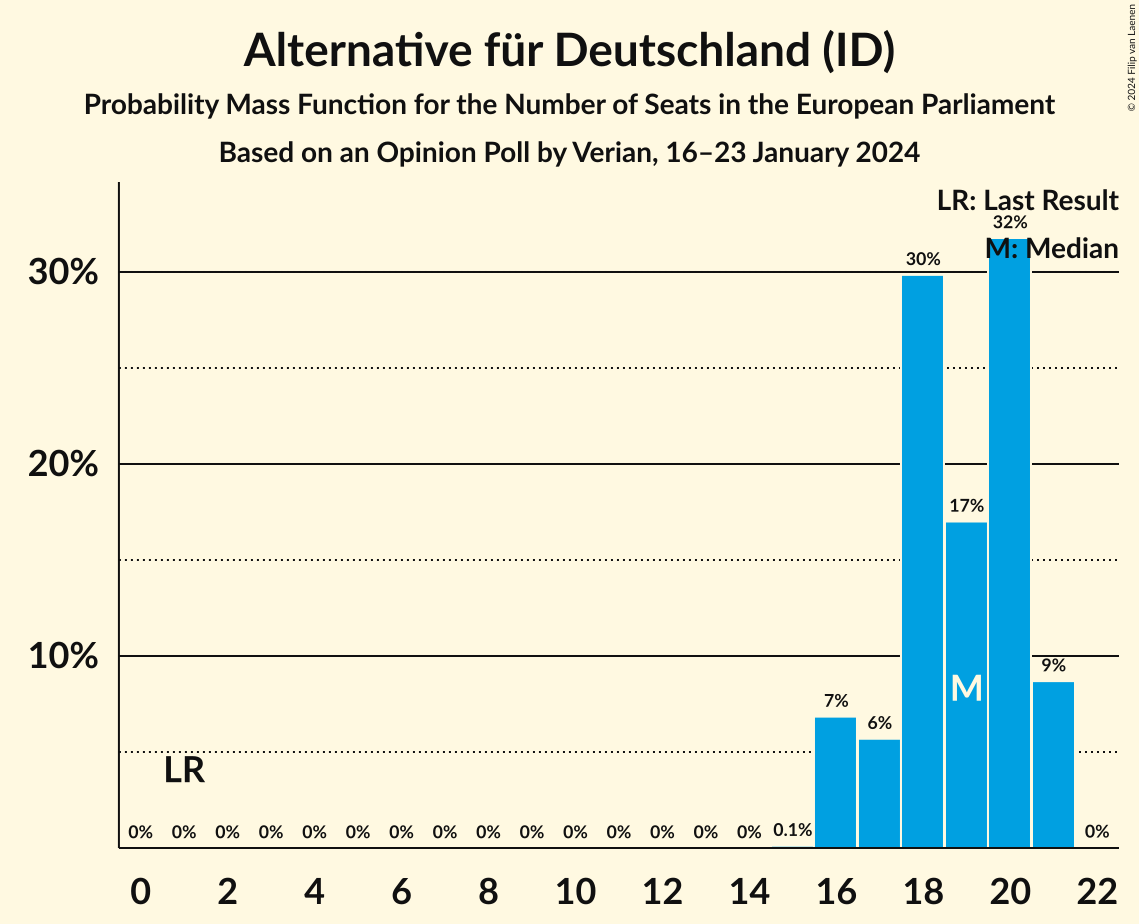 Alternative für Deutschland (ID)
Probability Mass Function for the Number of Seats in the European Parliament
Based on an Opinion Poll by Verian, 16–23 January 2024
© 2024 Filip van Laenen
LR: Last Result
M: Median
30%
20%
10%
LR
M
0% 0% 0% 0% 0% 0% 0% 0% 0% 0% 0% 0% 0% 0% 0% 0.1% 7% 6% 30% 17% 32% 9% 0%
0 2 4 6 8 10 12 14 16 18 20 22